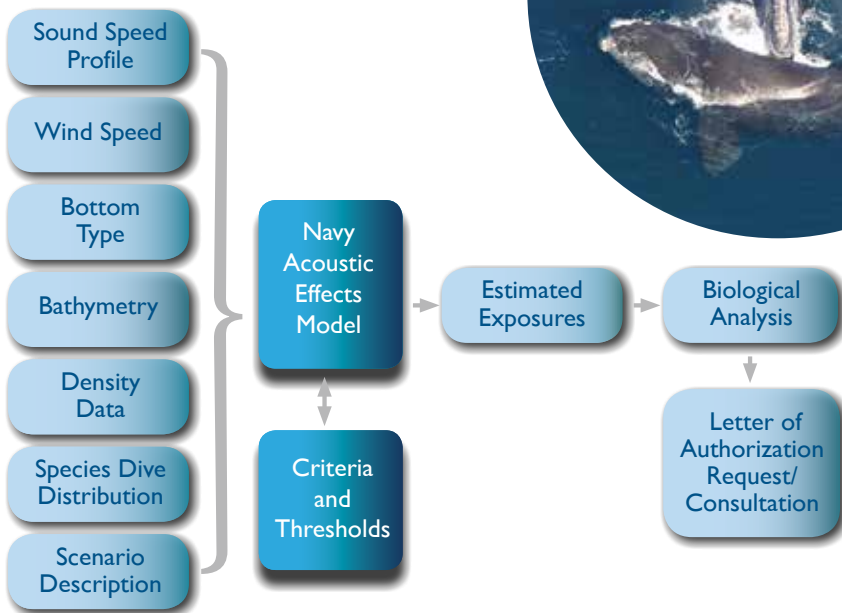 Sound Speed
Profile
Wind Speed
Bottom
Type
Bathymetry
Density
Data
Species Dive
Distribution
Scenario
Description
Navy
Acoustic
Effects
Model
Criteria
and
Thresholds
Estimated
Exposures
Biological
Analysis
Letter of
Authorization
Request/
Consultation